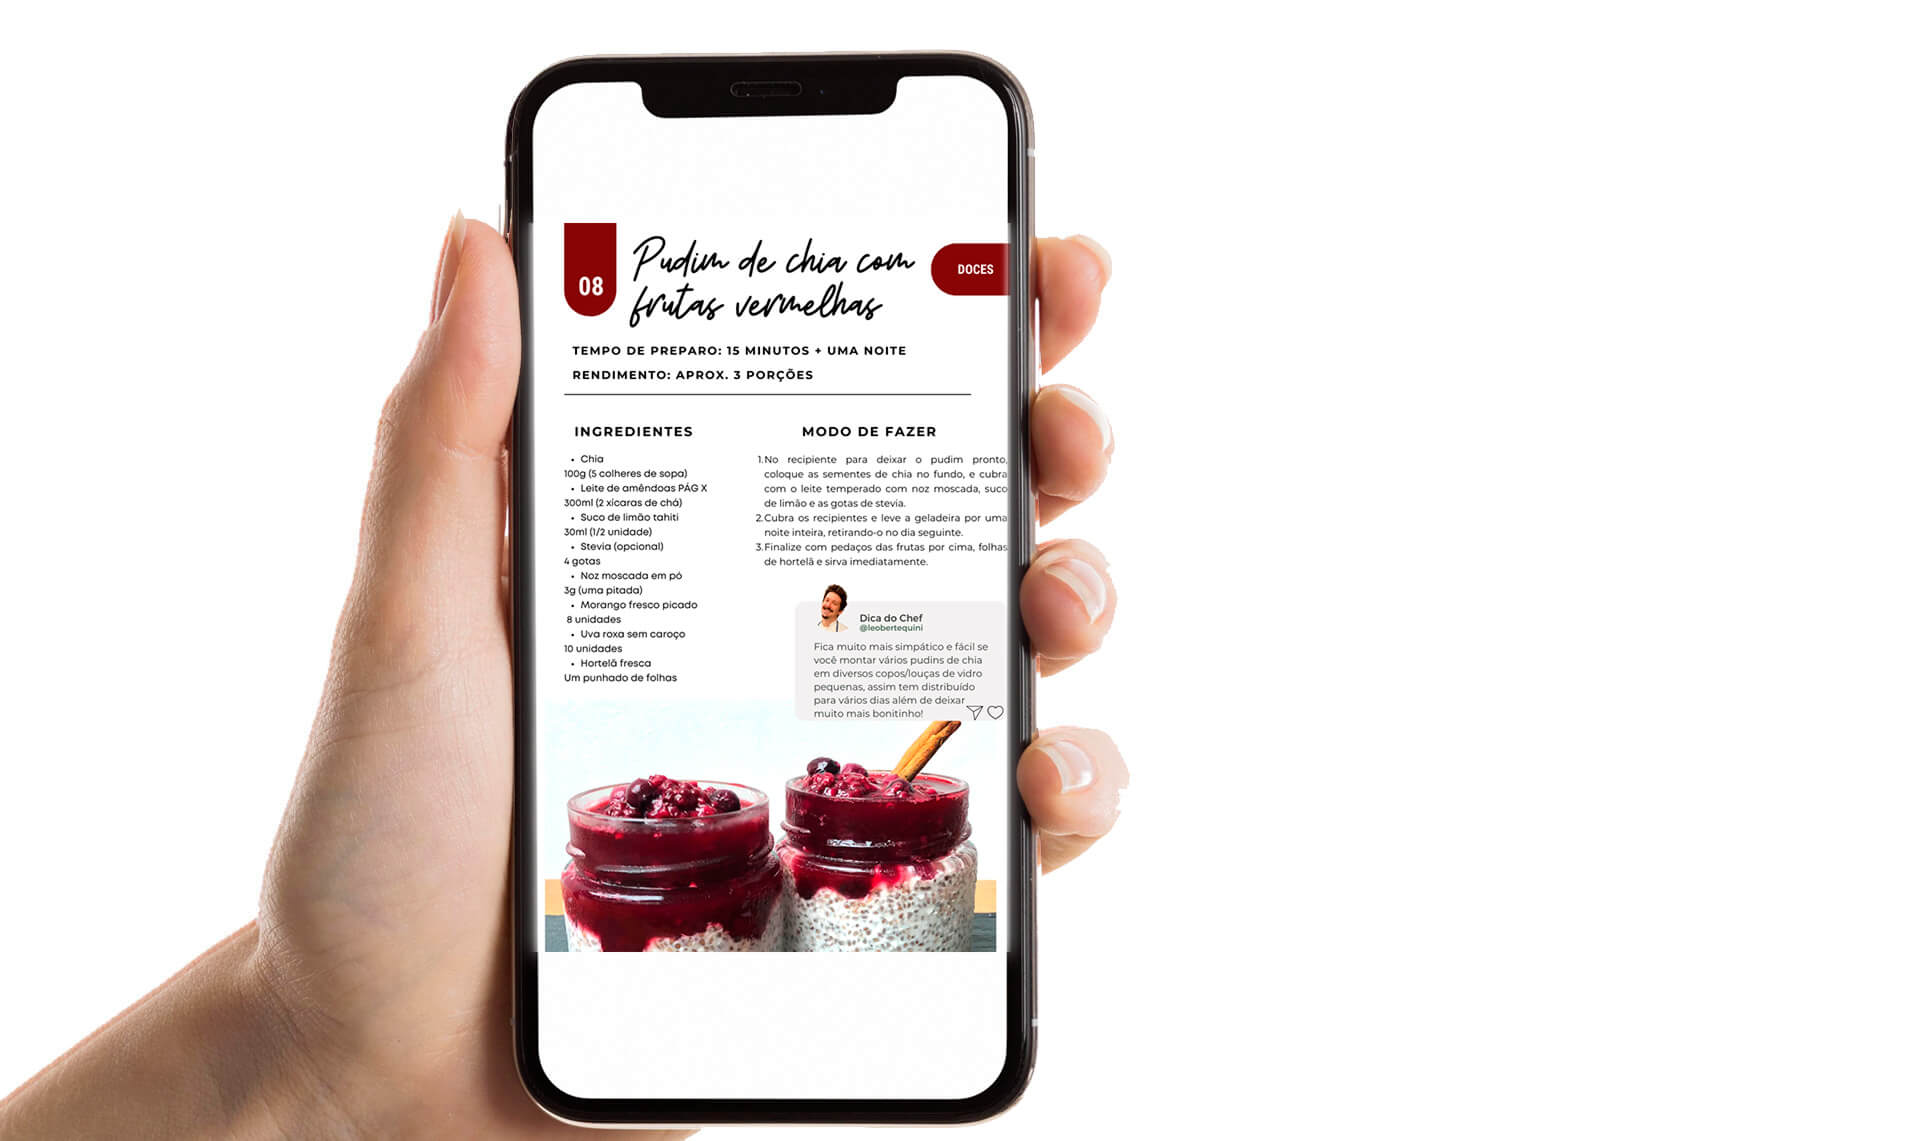 08
Pudim de chia com
frutas vermelhas
DOCES
TEMPO DE PREPARO: 15 MINUTOS + UMA NOITE
RENDIMENTO: APROX. 3 PORÇÕES
INGREDIENTES
• Chia
100g (5 colheres de sopa)
• Leite de amêndoas PÁG X
300ml (2 xícaras de chá)
• Suco de limão tahiti
30ml (1/2 unidade)
• Stevia (opcional)
4 gotas
• Noz moscada em pó
3g (uma pitada)
• Morango fresco picado
8 unidades
• Uva roxa sem caroço
10 unidades
• Hortelã fresca
Um punhado de folhas
MODO DE FAZER
1. No recipiente para deixar o pudim pronto,
coloque as sementes de chia no fundo, e cubra
com o leite temperado com noz moscada, suco
de limão e as gotas de stevia.
2. Cubra os recipientes e leve a geladeira por uma
noite inteira, retirando-o no dia seguinte.
3. Finalize com pedaços das frutas por cima, folhas
de hortelã e sirva imediatamente.
Dica do Chef
@leobertequini
Fica muito mais simpático e fácil se
você montar vários pudins de chia
em diversos copos/louças de vidro
pequenas, assim tem distribuído
para vários dias além de deixar
muito mais bonitinho!